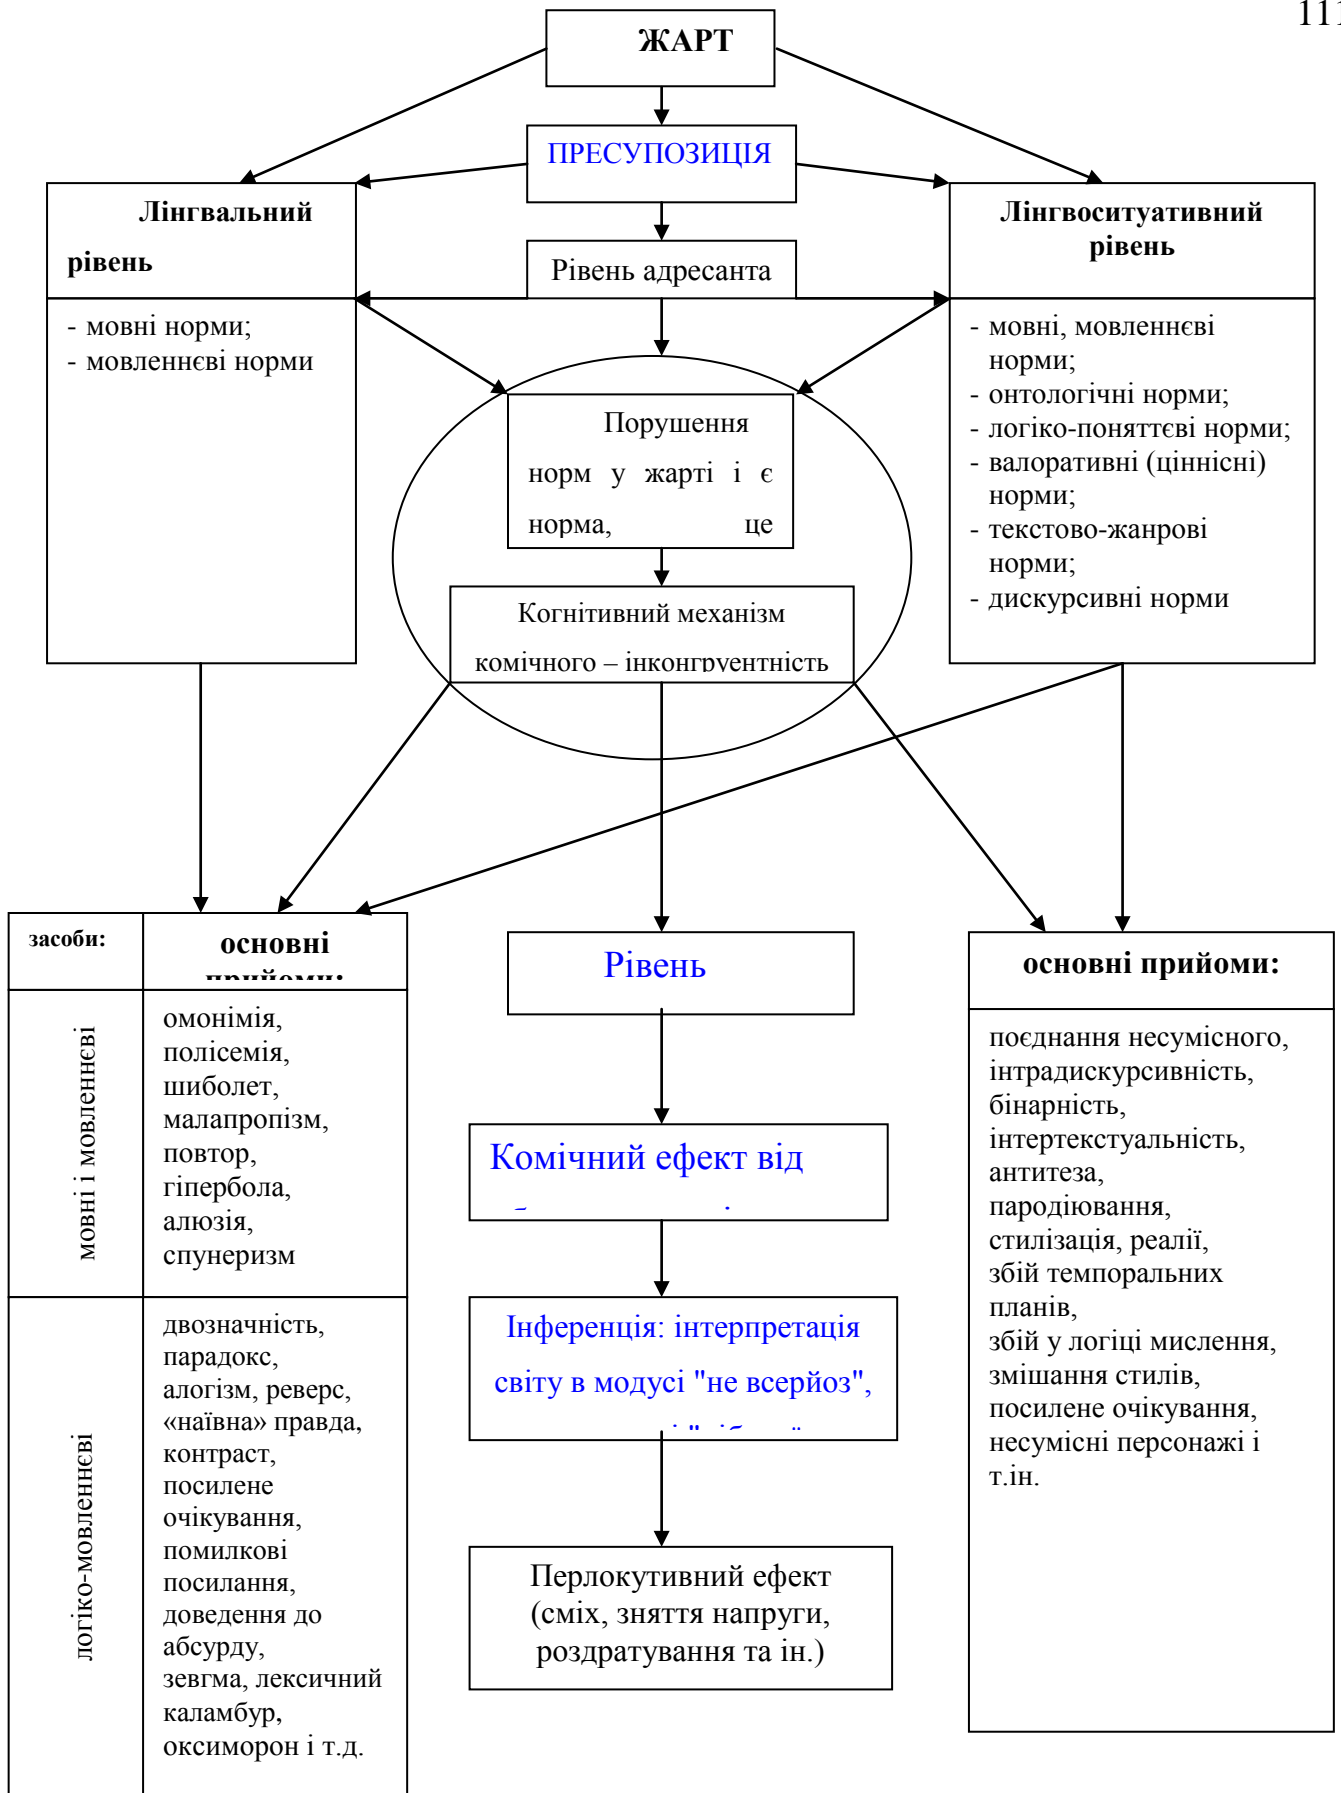 111
ЖАРТ
ПРЕСУПОЗИЦІЯ
Лінгвальний
рівень
- мовні норми;
- мовленнєві норми
Рівень адресанта
Лінгвоситуативний
рівень
- мовні, мовленнєві
норми;
- онтологічні норми;
- логіко-поняттєві норми;
- валоративні (ціннісні)
норми;
- текстово-жанрові
норми;
- дискурсивні норми
Порушення
норм у жарті і є
норма, це
Когнітивний механізм
комічного – інконгруентність
засоби:
основні
прийоми:
мовні і мовленнєві
омонімія,
полісемія,
шиболет,
малапропізм,
повтор,
гіпербола,
алюзія,
спунеризм
логіко-мовленнєві
двозначність,
парадокс,
алогізм, реверс,
«наївна» правда,
контраст,
посилене
очікування,
помилкові
посилання,
доведення до
абсурду,
зевгма, лексичний
каламбур,
оксиморон і т.д.
Рівень
Комічний ефект від
Інференція: інтерпретація
світу в модусі "не всерйоз",
Перлокутивний ефект
(сміх, зняття напруги,
роздратування та ін.)
основні прийоми:
поєднання несумісного,
інтрадискурсивність,
бінарність,
інтертекстуальність,
антитеза,
пародіювання,
стилізація, реалії,
збій темпоральних
планів,
збій у логіці мислення,
змішання стилів,
посилене очікування,
несумісні персонажі і
т.ін.